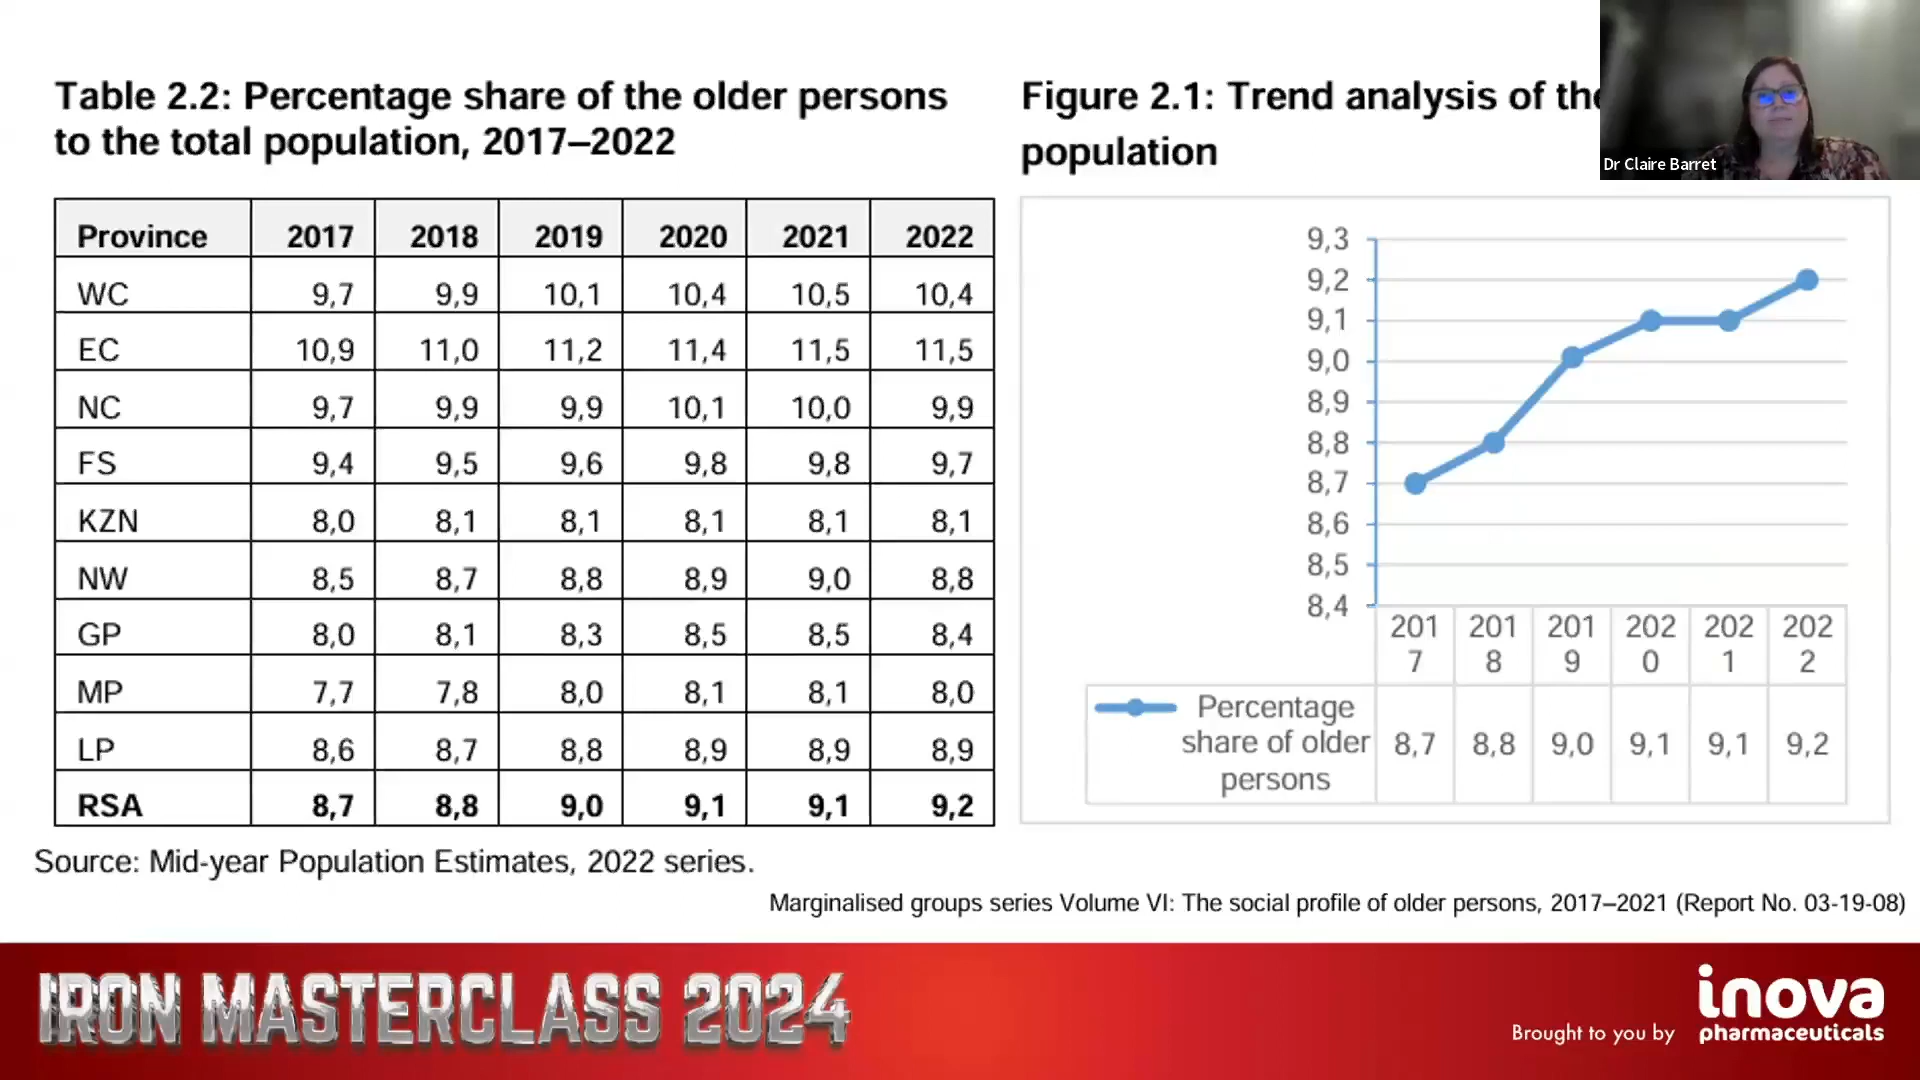 Table 2.2: Percentage share of the older persons
to the total population, 2017–2022
Province 2017 2018 2019 2020 2021 2022
WC 9,7 9,9 10,1 10,4 10,5 10,4
EC 10,9 11,0 11,2 11,4 11,5 11,5
NC 9,7 9,9 9,9 10,1 10,0 9,9
FS 9,4 9,5 9,6 9,8 9,8 9,7
KZN 8,0 8,1 8,1 8,1 8,1 8,1
NW 8,5 8,7 8,8 8,9 9,0 8,8
GP 8,0 8,1 8,3 8,5 8,5 8,4
MP 7,7 7,8 8,0 8,1 8,1 8,0
LP 8,6 8,7 8,8 8,9 8,9 8,9
RSA 8,7 8,8 9,0 9,1 9,1 9,2
Source: Mid-year Population Estimates, 2022 series.
Figure 2.1: Trend analysis of the
population
Dr Claire Barret
9,3
9,2
9,1
9,0
8,9
8,8
8,7
8,6
8,5
8,4
201 201 201 202 202 202
7 8 9 0 1 2
Percentage
share of older 8,7 8,8 9,0 9,1 9,1 9,2
persons
Marginalised groups series Volume VI: The social profile of older persons, 2017–2021 (Report No. 03-19-08)
IRON MASTERCLASS 2024
Brought to you by
inova
pharmaceuticals